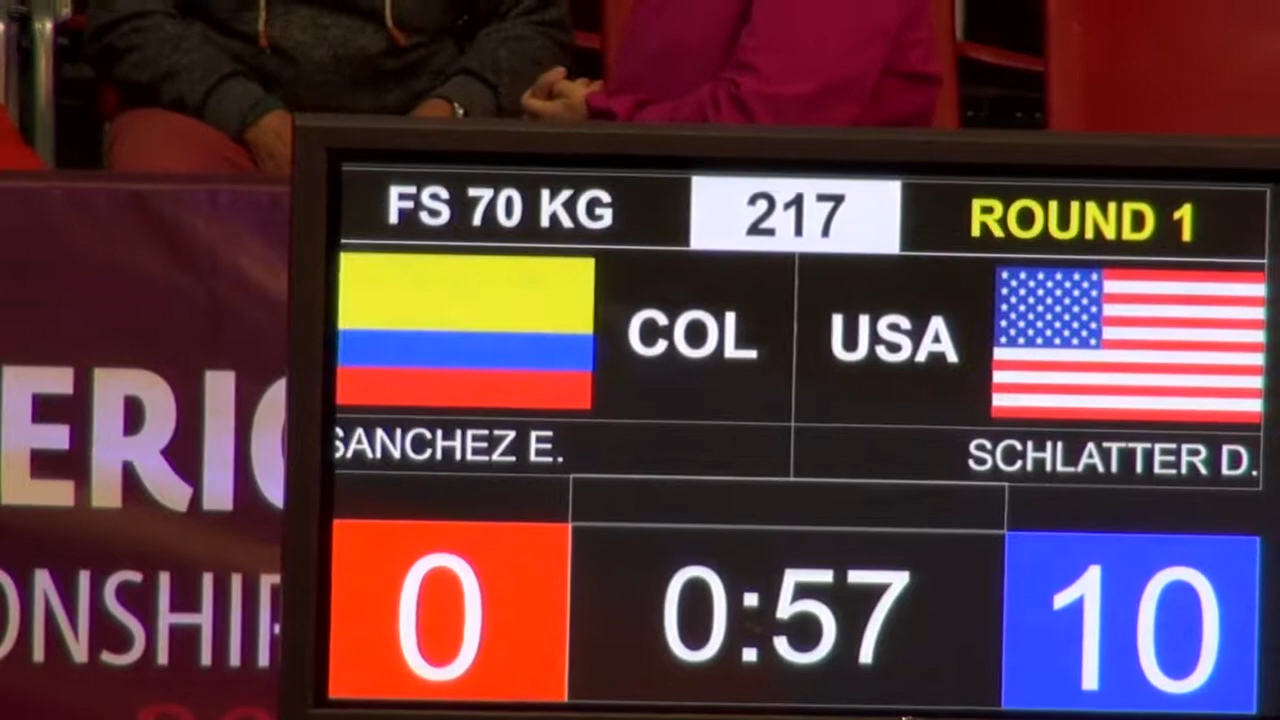 FS 70 KG 217 ROUND 1
COL USA
SANCHEZ E. SCHLATTER D.
0 0:57 10
ERIC
ONSHIP